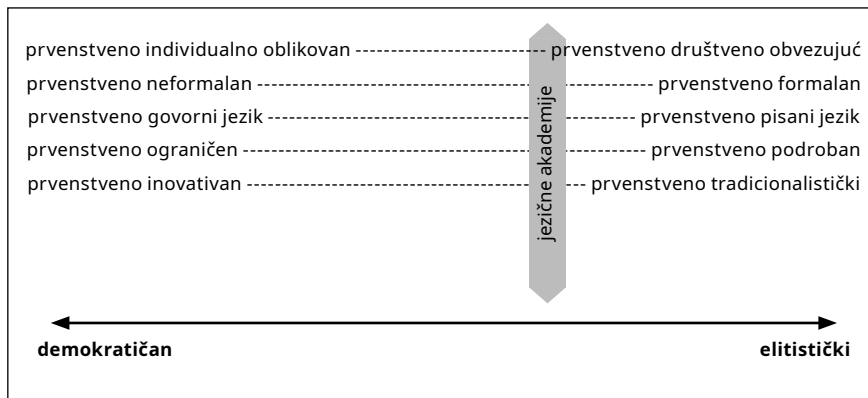 prvenstveno individualno oblikovan ----------------------------- prvenstveno društveno obvezujuć
prvenstveno neformalan ------------------------------------------------------------ prvenstveno formalan
prvenstveno govorni jezik ------------------------------------------------------- prvenstveno pisani jezik
prvenstveno ograničen ------------------------------------------------------------ prvenstveno podroban
prvenstveno inovativan --------------------------------------------------- prvenstveno tradicionalistički
jezične akademije
demokratičan elitistički